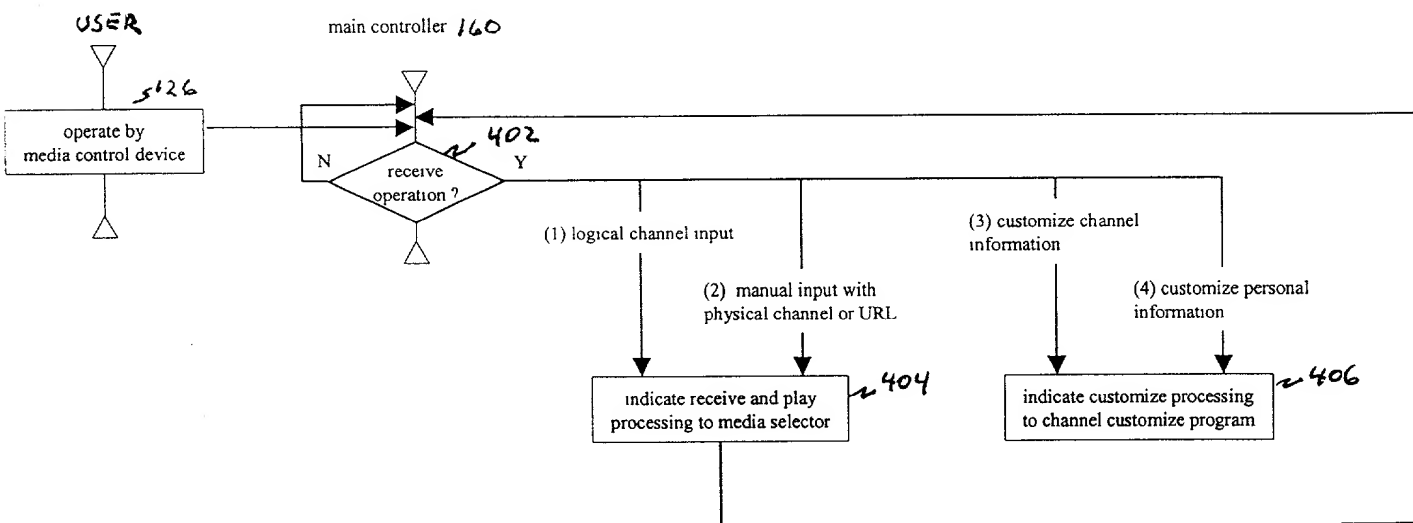 USER
main controller 160
126
operate by
media control device
402
N
Y
receive
operation ?
(1) logical channel input
(2) manual input with
physical channel or URL
(3) customize channel
information
(4) customize personal
information
404
indicate receive and play
processing to media selector
406
indicate customize processing
to channel customize program